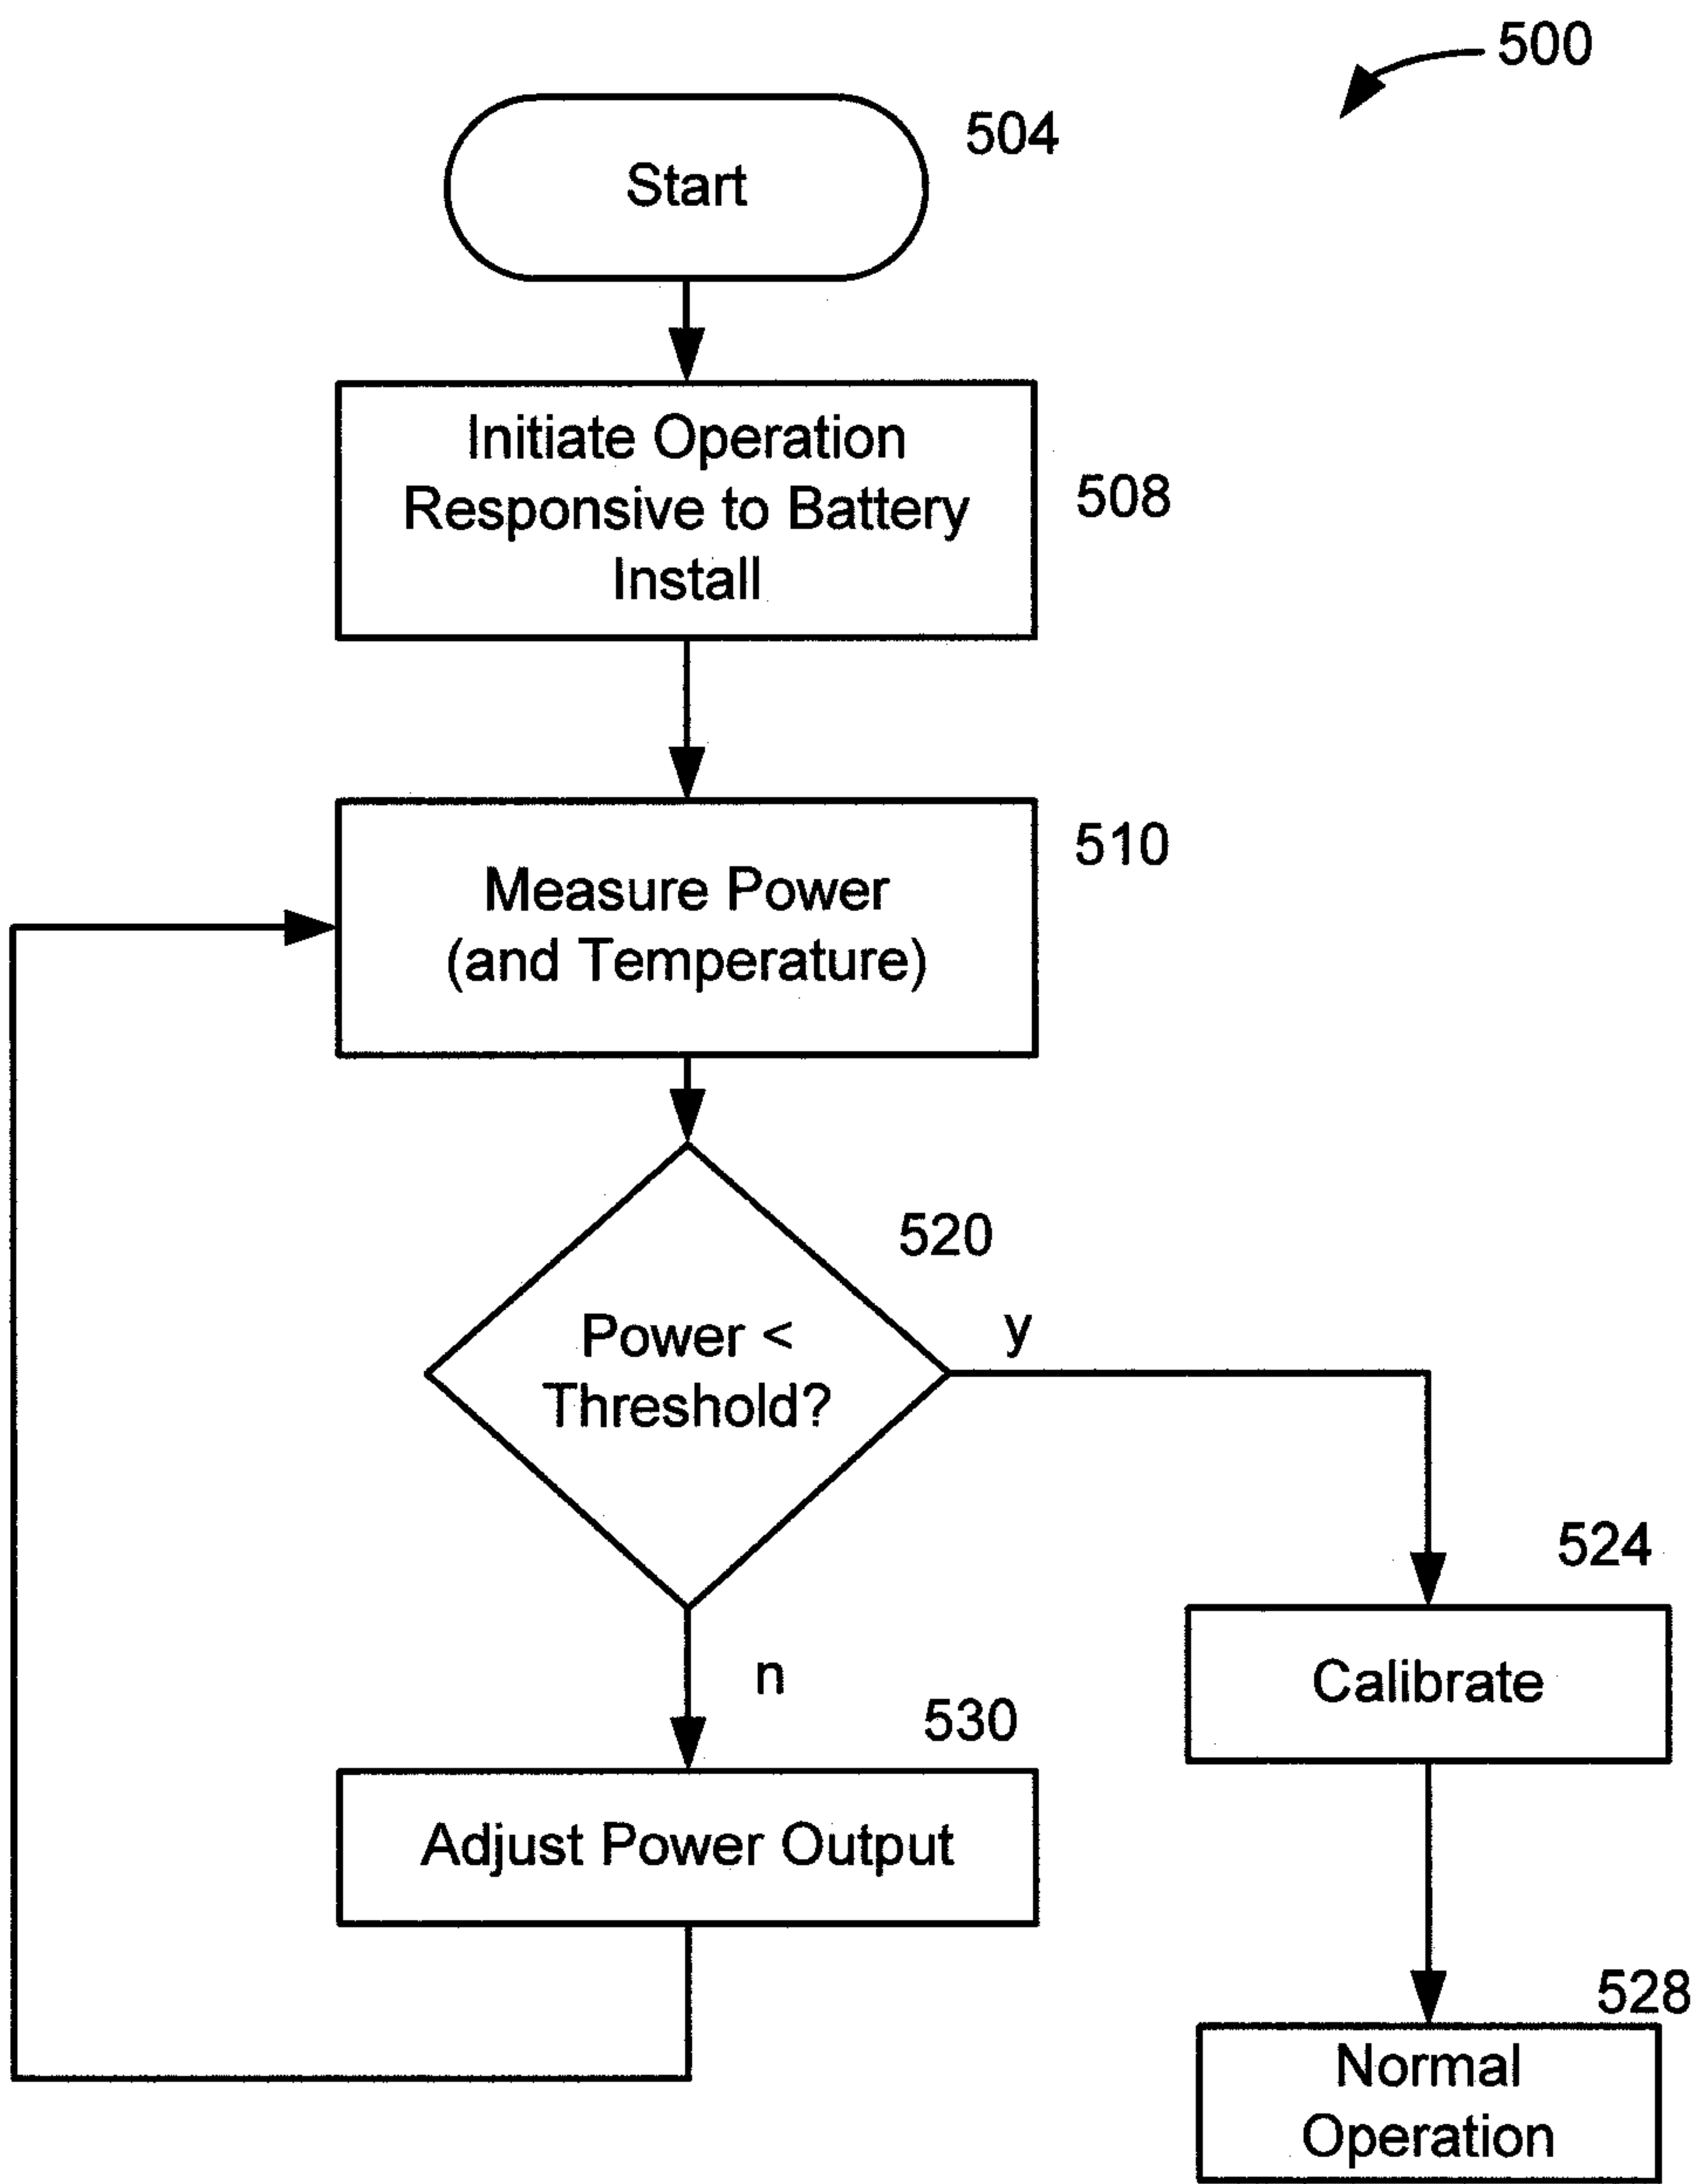 500
504
Start
Initiate Operation
Responsive to Battery
Install
508
510
Measure Power
(and Temperature)
520
Power <
Threshold?
y
n
524
Calibrate
530
Adjust Power Output
528
Normal
Operation